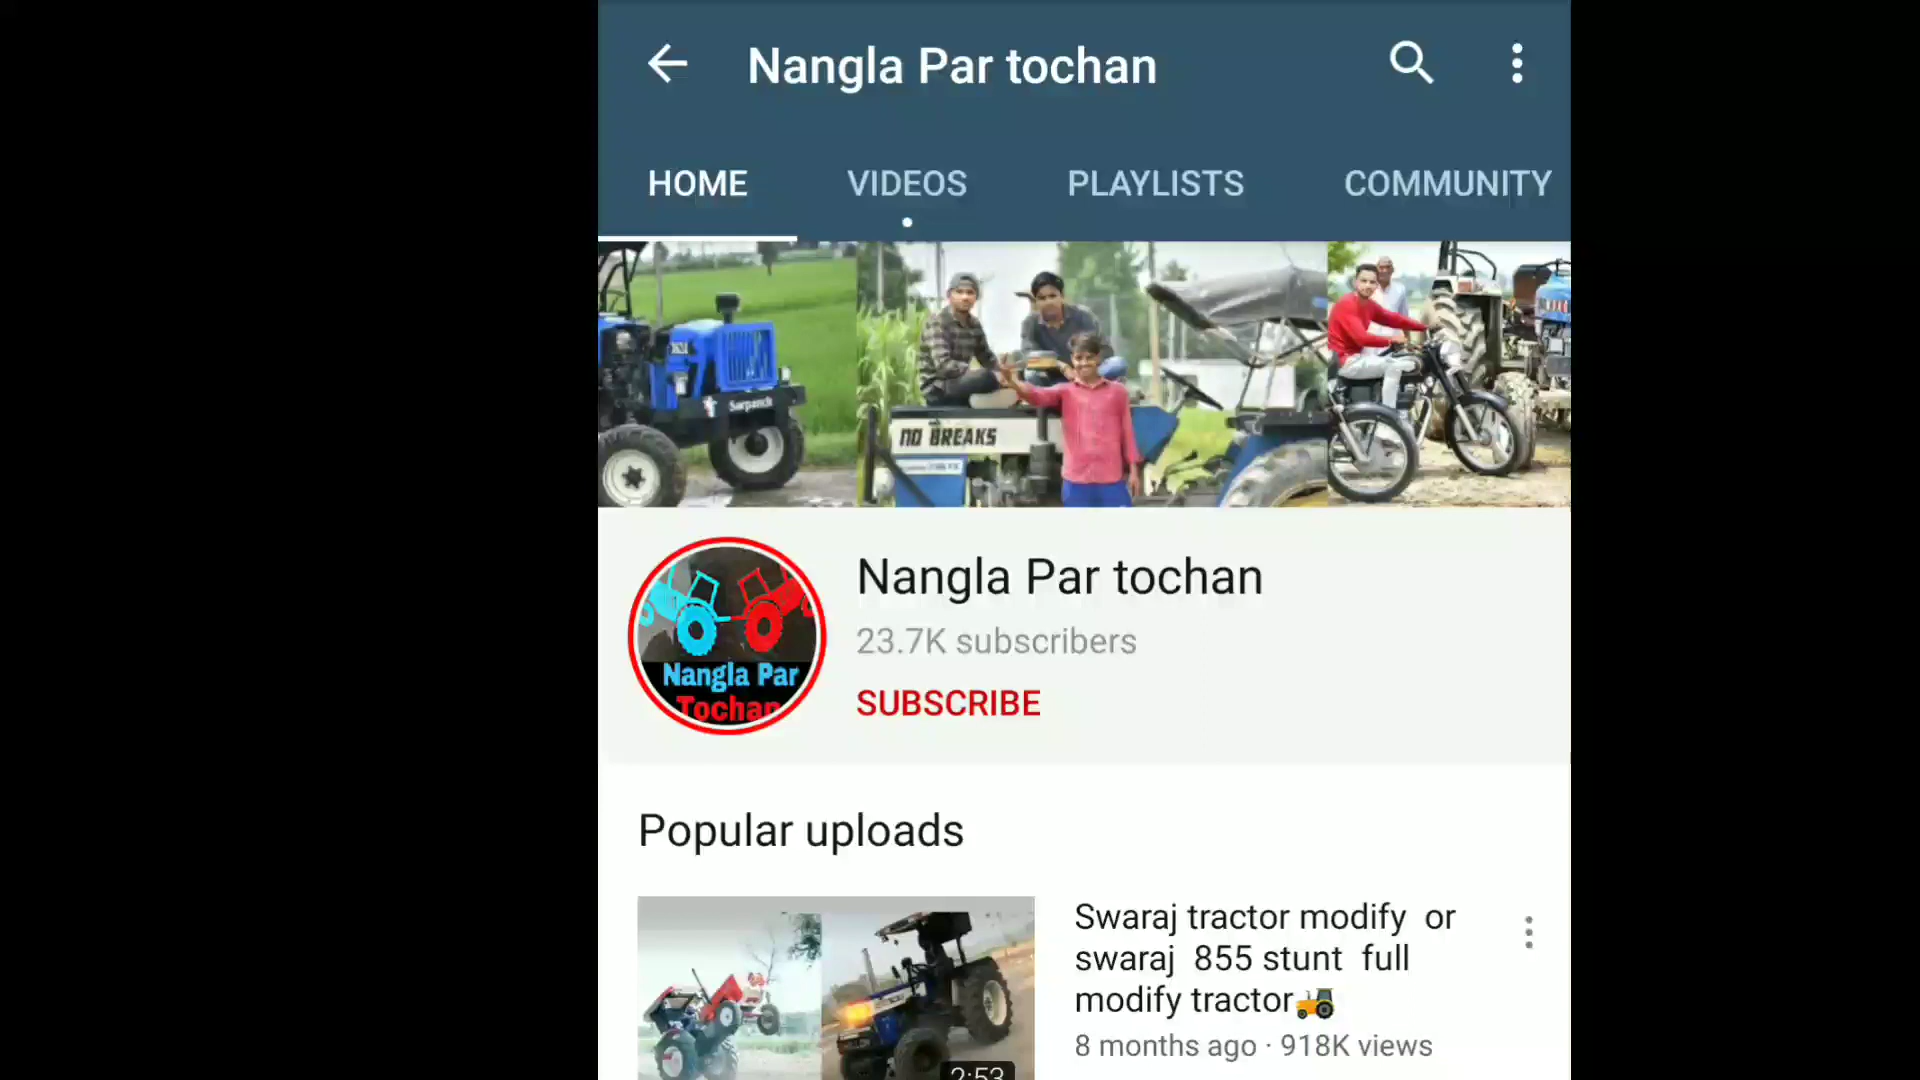 Nangla Par tochan
HOME
VIDEOS
PLAYLISTS
COMMUNITY
Sarpanch
NO BREAKS
Nangla Par
Tochan
Nangla Par tochan
23.7K subscribers
SUBSCRIBE
Popular uploads
Swaraj tractor modify or
swaraj 855 stunt full
modify tractor🚜
8 months ago · 918K views
2:53